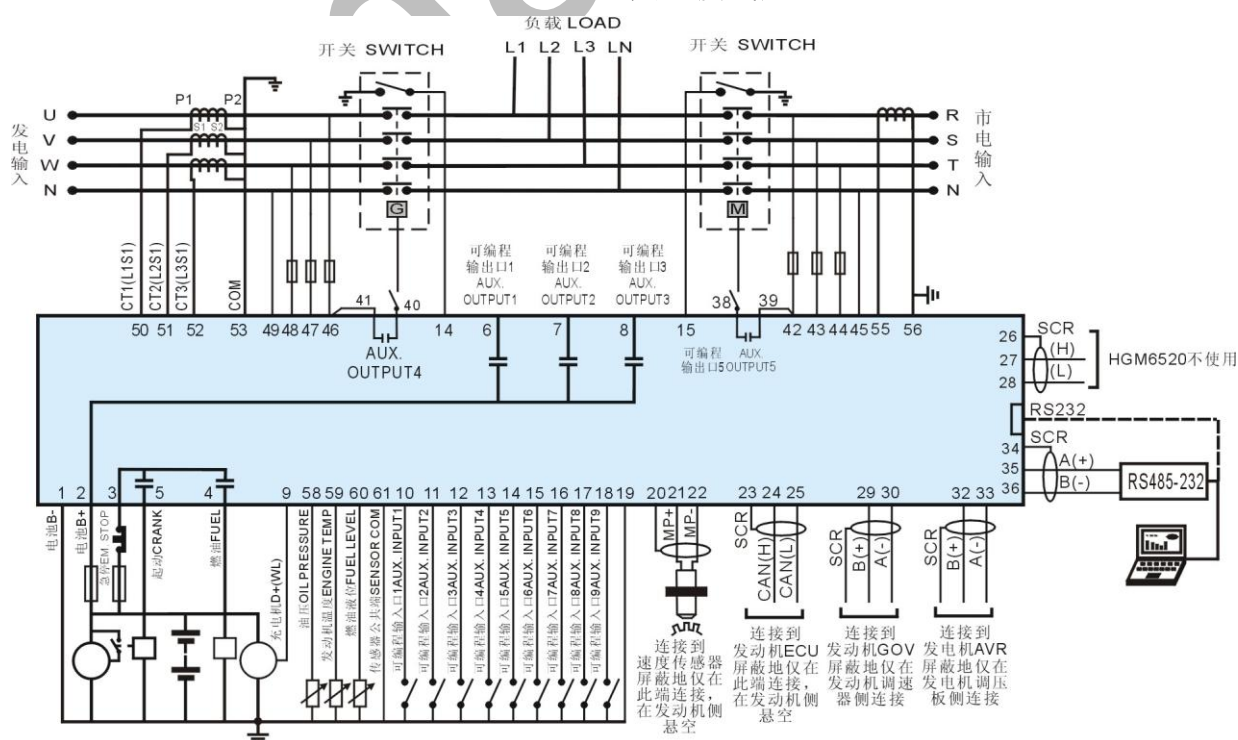 负载 LOAD
开关 SWITCH
L1 L2 L3 LN
开关 SWITCH
P1 P2
S1 S2
U
V
W
N
发电输入
G
M
R
S
T
N
市电输入
CT1(L1S1)
CT2(L2S1)
CT3(L3S1)
COM
41
40
可编程
输出口1
AUX.
OUTPUT1
可编程
输出口2
AUX.
OUTPUT2
可编程
输出口3
AUX.
OUTPUT3
38
39
50 51 52 53 49 48 47 46 14 6 7 8 15 42 43 44 45 55 56
AUX.
OUTPUT4
可编程 AUX.
输出口5 OUTPUT5
26
27
28
SCR
(H)
(L)
HGM6520不使用
RS232
34
35
36
SCR
A(+)
B(-)
RS485-232
1 2 3 5 4 9 58 59 60 61 10 11 12 13 14 15 16 17 18 19 20 21 22 23 24 25 29 30 32 33
电池B-
电池B+
急停EM STOP
起动CRANK
燃油FUEL
充电机D+(WL)
油压OIL PRESSURE
发动机温度ENGINE TEMP
燃油液位FUEL LEVEL
传感器公共端SENSOR COM
可编程输入口1AUX. INPUT1
可编程输入口2AUX. INPUT2
可编程输入口3AUX. INPUT3
可编程输入口4AUX. INPUT4
可编程输入口5AUX. INPUT5
可编程输入口6AUX. INPUT6
可编程输入口7AUX. INPUT7
可编程输入口8AUX. INPUT8
可编程输入口9AUX. INPUT9
MP+
MP-
连接到
速度传感器
屏蔽地仅在
此端连接，
在发动机侧
悬空
SCR
CAN(H)
CAN(L)
连接到
发动机ECU
屏蔽地仅在
此端连接，
在发动机侧
悬空
SCR
B(+)
A(-)
连接到
发动机GOV
屏蔽地仅在
发动机调速
器侧连接
SCR
B(+)
A(-)
连接到
发电机AVR
屏蔽地仅在
发电机调压
板侧连接